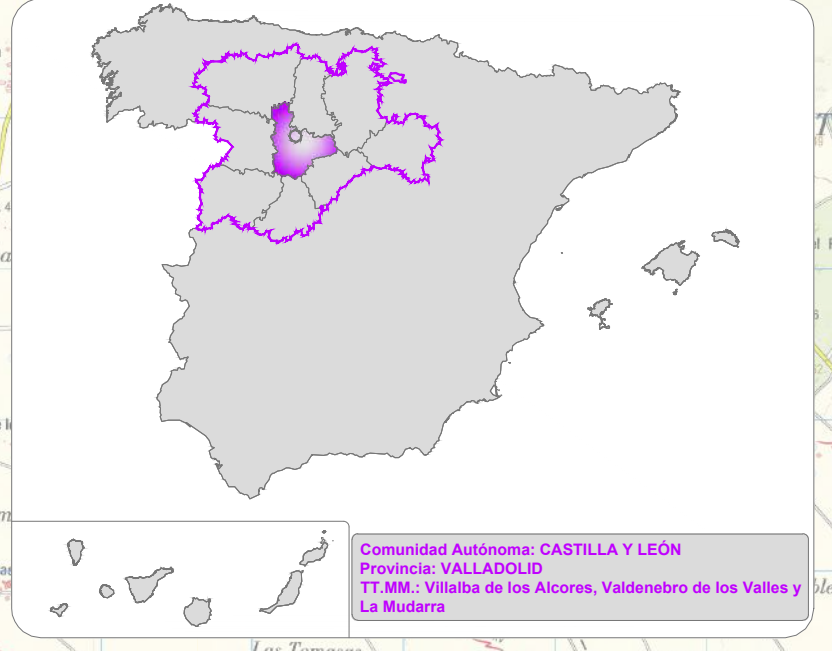 Comunidad Autónoma: CASTILLA Y LEÓN
Provincia: VALLADOLID
TT.MM.: Villalba de los Alcores, Valdenebro de los Valles y
La Mudarra